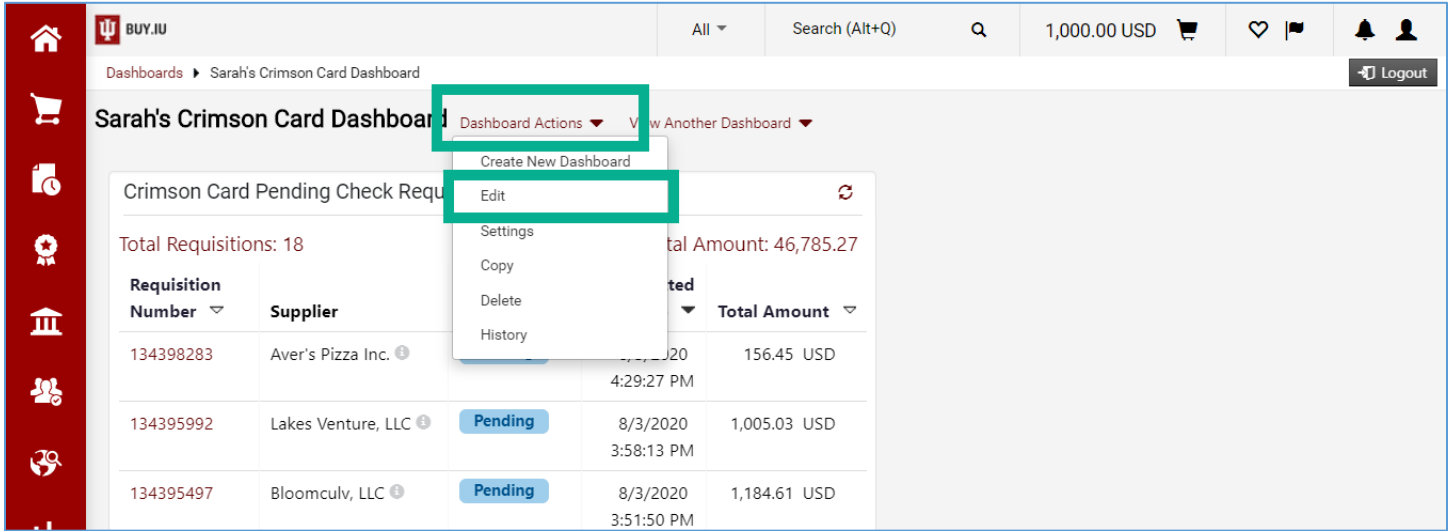 BUY.IU
All
Search (Alt+Q)
1,000.00 USD
Dashboards Sarah's Crimson Card Dashboard
Logout
Sarah's Crimson Card Dashboard Dashboard Actions Another Dashboard
Create New Dashboard
Edit
Settings
Copy
Delete
History
Crimson Card Pending Check
Total Requisitions: 18
Amount: 46,785.27
Requisition
Number
Supplier
Total Amount
134398283 Aver's Pizza Inc. 156.45 USD
4:29:27 PM
134395992 Lakes Venture, LLC Pending 8/3/2020 1,005.03 USD
3:58:13 PM
134395497 Bloomculv, LLC Pending 8/3/2020 1,184.61 USD
3:51:50 PM